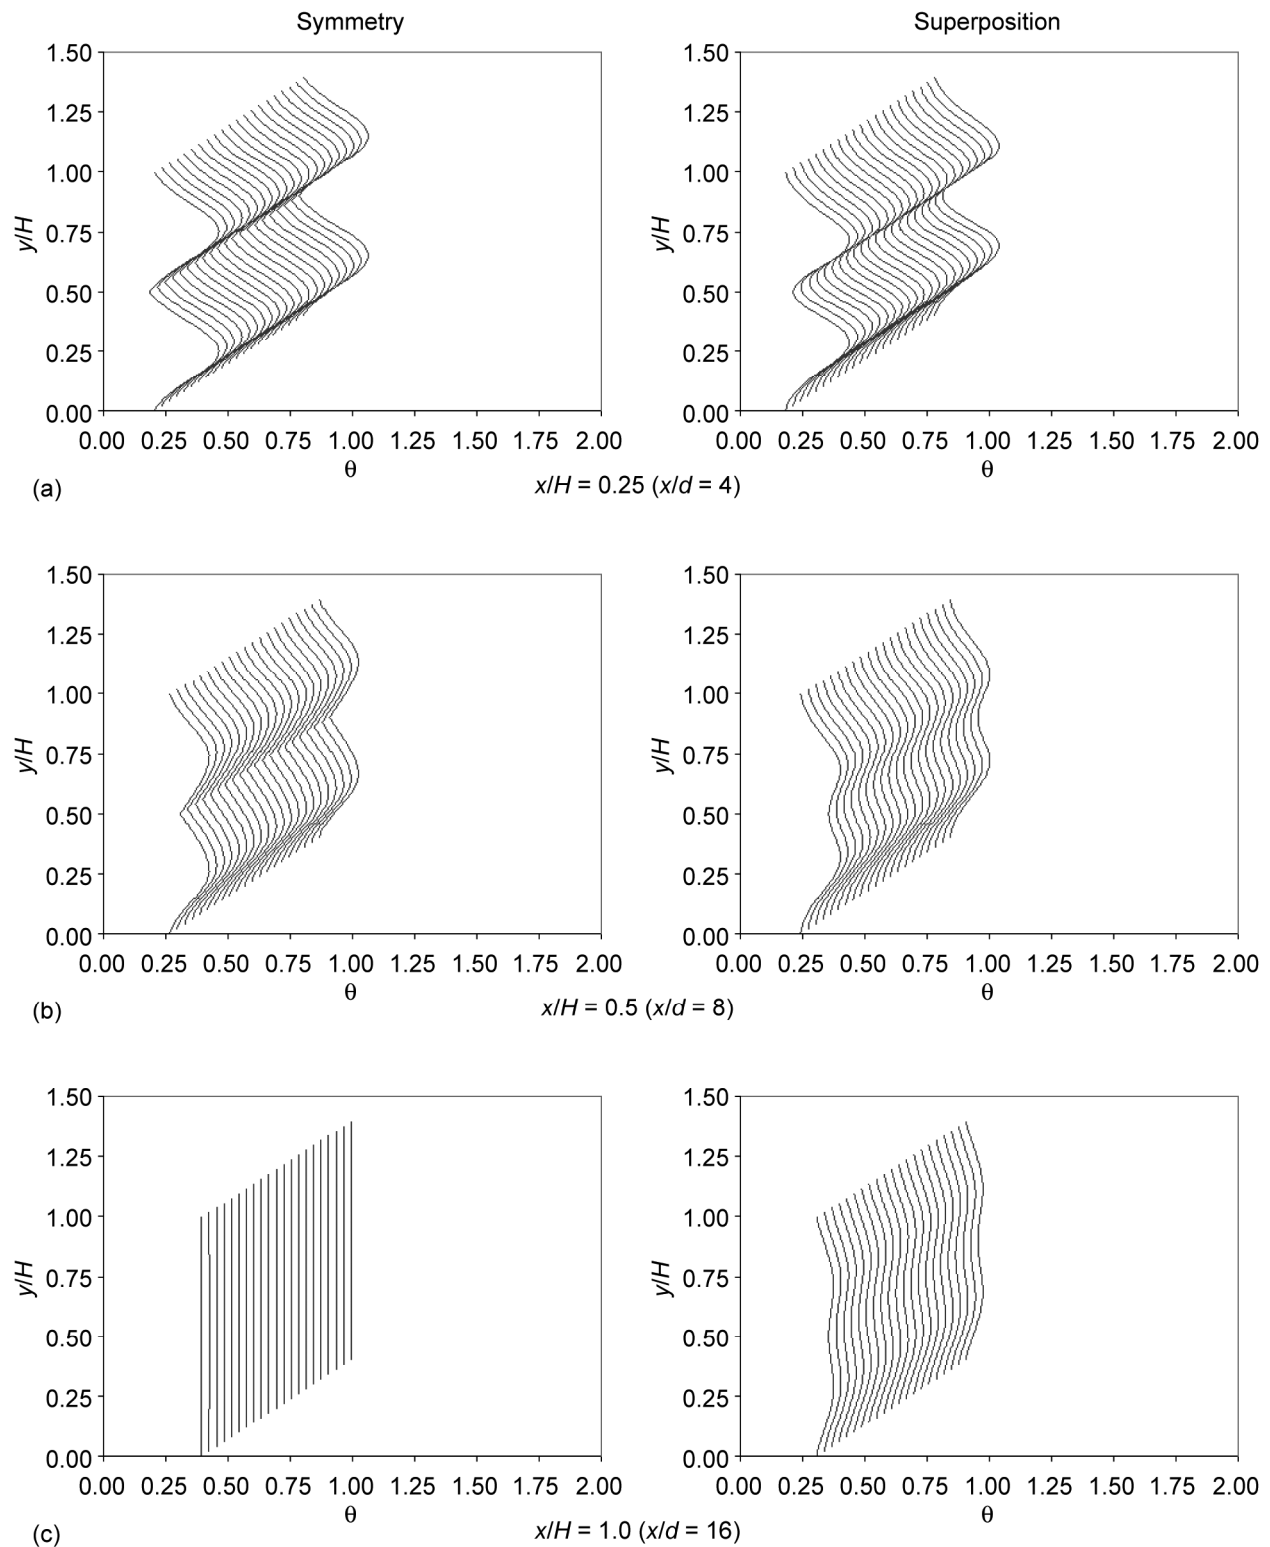 Symmetry Superposition
1.50 1.50
1.25 1.25
1.00 1.00
y/H 0.75 y/H 0.75
0.50 0.50
0.25 0.25
0.00 0.00
0.00 0.25 0.50 0.75 1.00 1.25 1.50 1.75 2.00 0.00 0.25 0.50 0.75 1.00 1.25 1.50 1.75 2.00
θ θ
(a) x/H = 0.25 (x/d = 4)
1.50 1.50
1.25 1.25
1.00 1.00
y/H 0.75 y/H 0.75
0.50 0.50
0.25 0.25
0.00 0.00
0.00 0.25 0.50 0.75 1.00 1.25 1.50 1.75 2.00 0.00 0.25 0.50 0.75 1.00 1.25 1.50 1.75 2.00
θ θ
(b) x/H = 0.5 (x/d = 8)
1.50 1.50
1.25 1.25
1.00 1.00
y/H 0.75 y/H 0.75
0.50 0.50
0.25 0.25
0.00 0.00
0.00 0.25 0.50 0.75 1.00 1.25 1.50 1.75 2.00 0.00 0.25 0.50 0.75 1.00 1.25 1.50 1.75 2.00
θ θ
(c) x/H = 1.0 (x/d = 16)